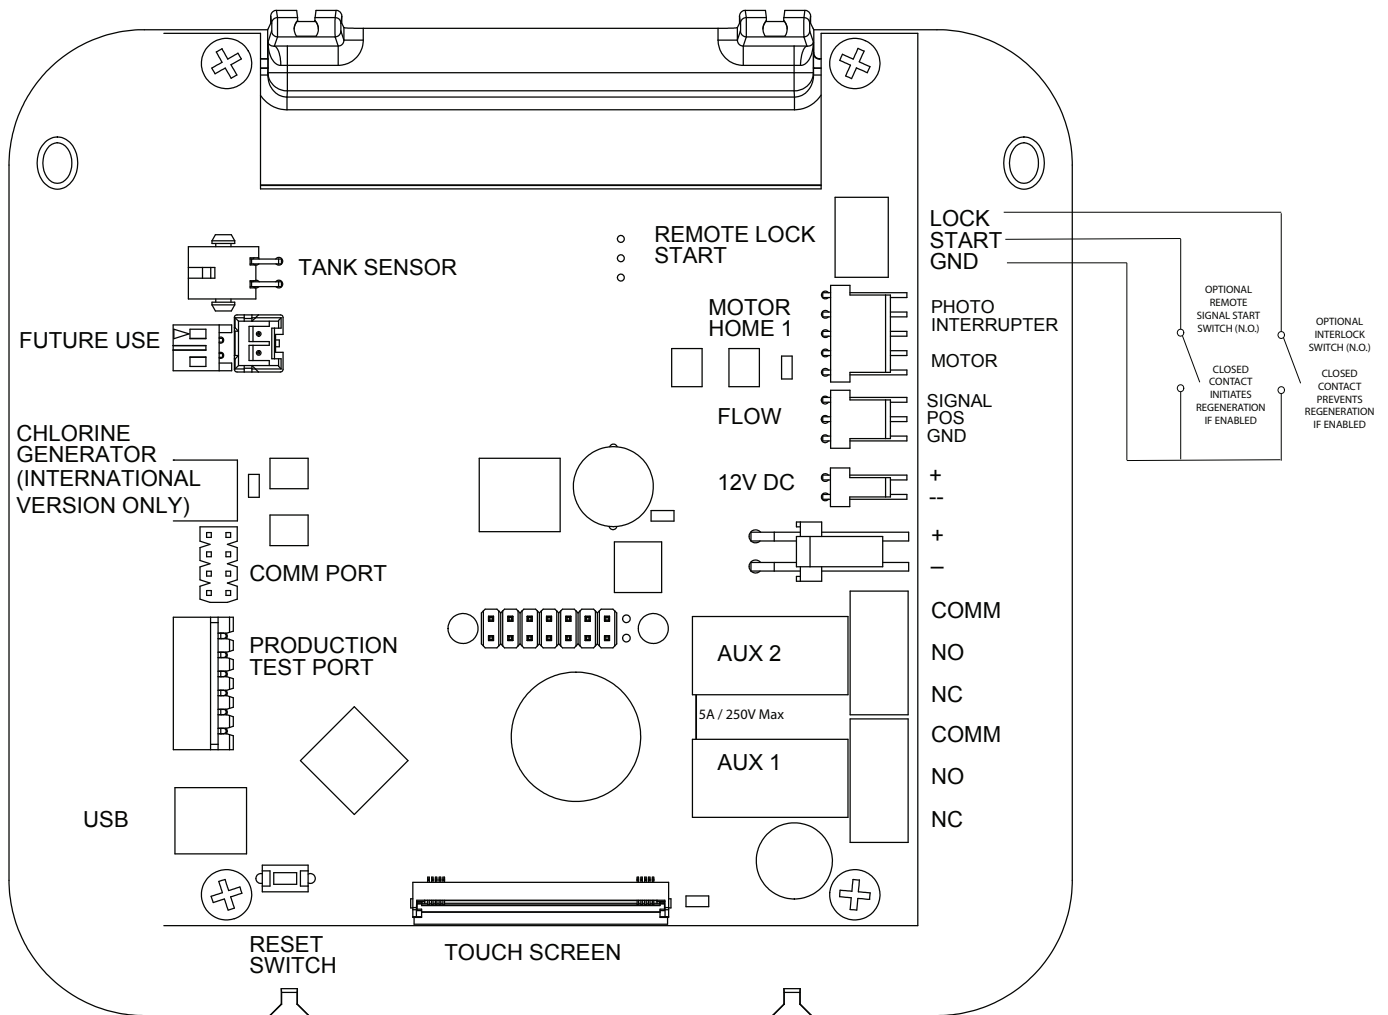 LOCK
START
GND
REMOTE LOCK
START
TANK SENSOR
MOTOR
HOME 1
PHOTO
INTERRUPTER
MOTOR
FUTURE USE
FLOW
SIGNAL
POS
GND
OPTIONAL
REMOTE
SIGNAL START
SWITCH (N.O.)
CLOSED
CONTACT
INITIATES
REGENERATION
IF ENABLED
OPTIONAL
INTERLOCK
SWITCH (N.O.)
CLOSED
CONTACT
PREVENTS
REGENERATION
IF ENABLED
CHLORINE
GENERATOR
(INTERNATIONAL
VERSION ONLY)
12V DC
+
--
+
–
COMM PORT
PRODUCTION
TEST PORT
AUX 2
COMM
NO
NC
5A / 250V Max
AUX 1
COMM
NO
NC
USB
RESET
SWITCH
TOUCH SCREEN